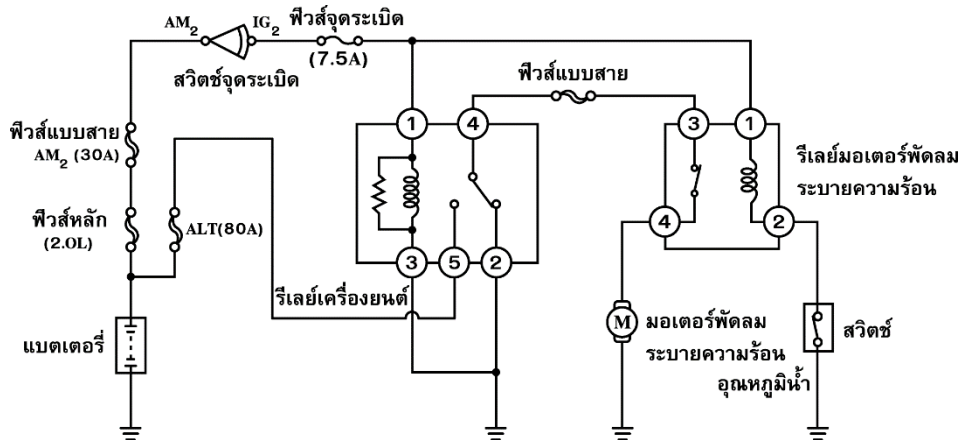 AM2
IG2
ฟิวส์จุดระเบิด
(7.5A)
สวิตช์จุดระเบิด
ฟิวส์แบบสาย
ฟิวส์แบบสาย
AM2 (30A)
1
4
3
1
รีเลย์มอเตอร์พัดลม
ระบายความร้อน
ฟิวส์หลัก
(2.0L)
ALT(80A)
4
2
3
5
2
รีเลย์เครื่องยนต์
แบตเตอรี่
M
มอเตอร์พัดลม
ระบายความร้อน
สวิตช์
อุณหภูมิน้ำ